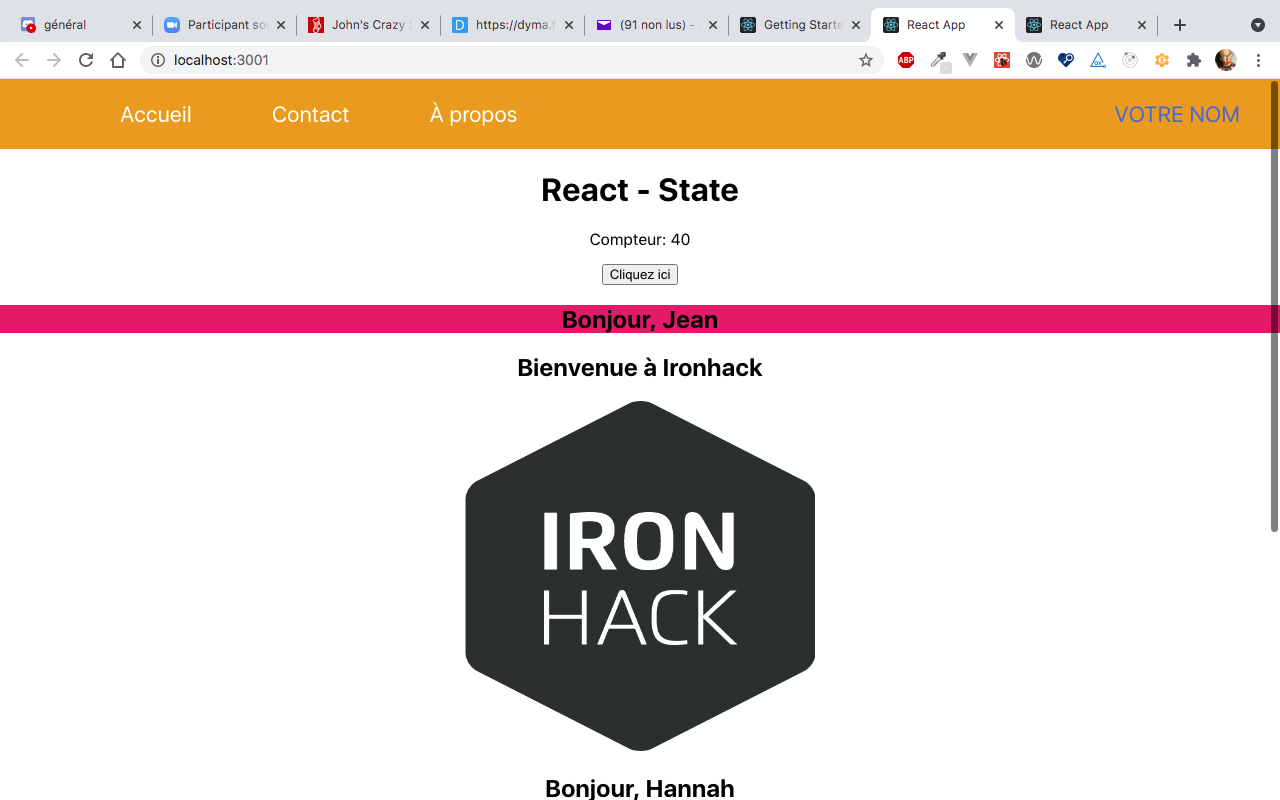 général
Participant so
John's Crazy
https://dyma.f
(91 non lus) -
Getting Starte
React App
React App
localhost:3001
ABP
Accueil
Contact
À propos
VOTRE NOM
React - State
Compteur: 40
Cliquez ici
Bonjour, Jean
Bienvenue à Ironhack
IRON
HACK
Bonjour, Hannah